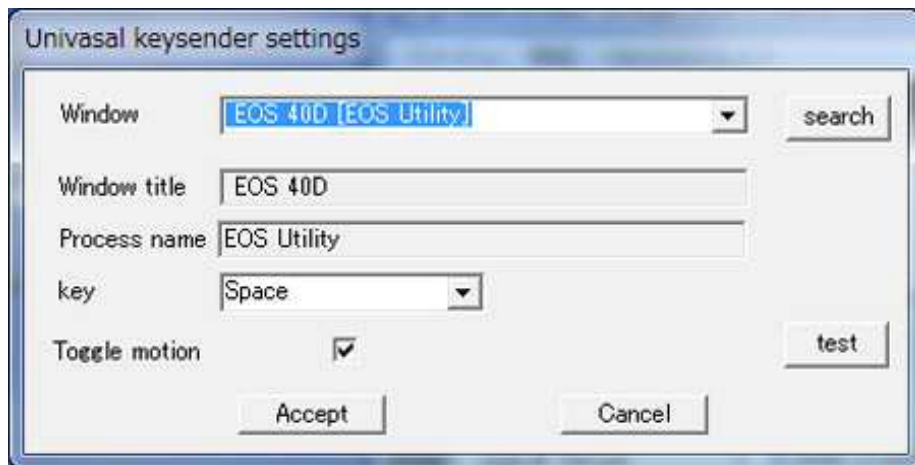 Univasal keysender settings
Window EOS 40D [EOS Utility] search
Window title EOS 40D
Process name EOS Utility
key Space
Toggle motion test
Accept Cancel